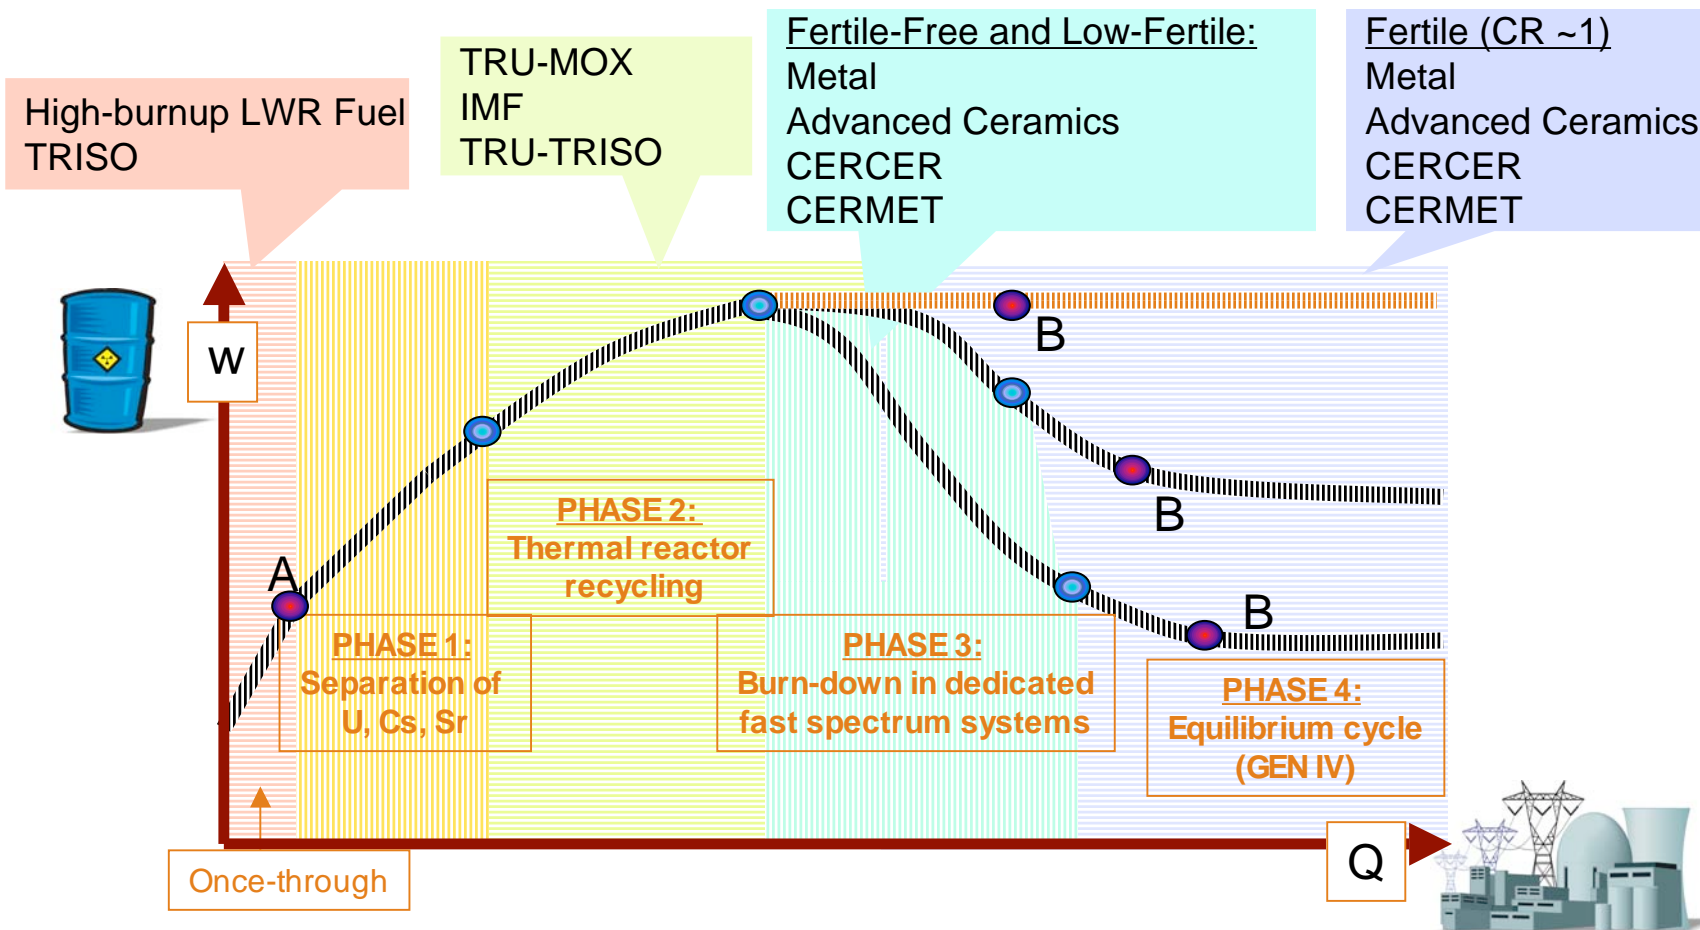 High-burnup LWR Fuel
TRISO
TRU-MOX
IMF
TRU-TRISO
Fertile-Free and Low-Fertile:
Metal
Advanced Ceramics
CERCER
CERMET
Fertile (CR ~1)
Metal
Advanced Ceramics
CERCER
CERMET
w
B
B
A
B
PHASE 2:
Thermal reactor
recycling
PHASE 1:
Separation of
U, Cs, Sr
PHASE 3:
Burn-down in dedicated
fast spectrum systems
PHASE 4:
Equilibrium cycle
(GEN IV)
Once-through
Q